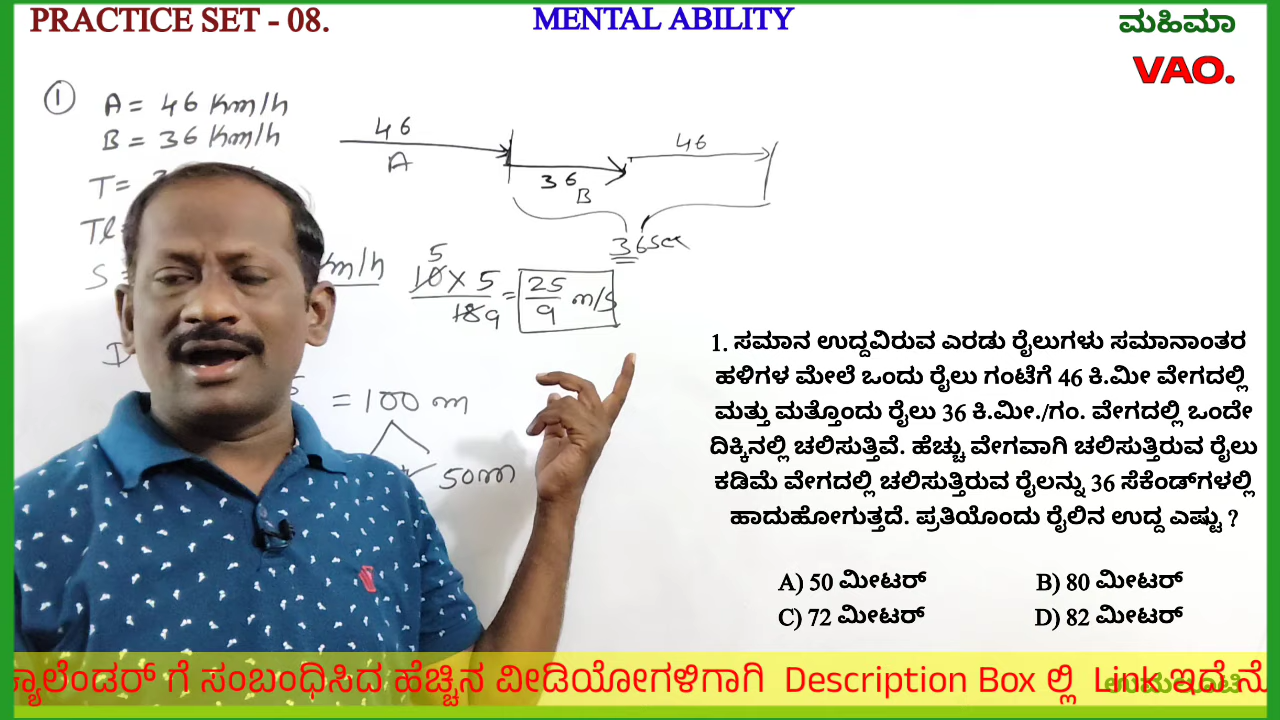 PRACTICE SET - 08.
MENTAL ABILITY
ಮಹಿಮಾ
VAO.
① A = 46 Km/h
B = 36 Km/h
T =
Tl =
S =
Km/h
46
A
36
B
46
36 sec
5
10 × 5
18 9
= 25/9 m/s
= 100 m
50m
1. ಸಮಾನ ಉದ್ದವಿರುವ ಎರಡು ರೈಲುಗಳು ಸಮಾನಾಂತರ
ಹಳಿಗಳ ಮೇಲೆ ಒಂದು ರೈಲು ಗಂಟೆಗೆ 46 ಕಿ.ಮೀ ವೇಗದಲ್ಲಿ
ಮತ್ತು ಮತ್ತೊಂದು ರೈಲು 36 ಕಿ.ಮೀ./ಗಂ. ವೇಗದಲ್ಲಿ ಒಂದೇ
ದಿಕ್ಕಿನಲ್ಲಿ ಚಲಿಸುತ್ತಿವೆ. ಹೆಚ್ಚು ವೇಗವಾಗಿ ಚಲಿಸುತ್ತಿರುವ ರೈಲು
ಕಡಿಮೆ ವೇಗದಲ್ಲಿ ಚಲಿಸುತ್ತಿರುವ ರೈಲನ್ನು 36 ಸೆಕೆಂಡ್‌ಗಳಲ್ಲಿ
ಹಾದುಹೋಗುತ್ತದೆ. ಪ್ರತಿಯೊಂದು ರೈಲಿನ ಉದ್ದ ಎಷ್ಟು ?
A) 50 ಮೀಟರ್ B) 80 ಮೀಟರ್
C) 72 ಮೀಟರ್ D) 82 ಮೀಟರ್
ಕ್ಯಾಲೆಂಡರ್ ಗೆ ಸಂಬಂಧಿಸಿದ ಹೆಚ್ಚಿನ ವೀಡಿಯೋಗಳಿಗಾಗಿ Description Box ಲ್ಲಿ Link ಇದೆ ನೋ